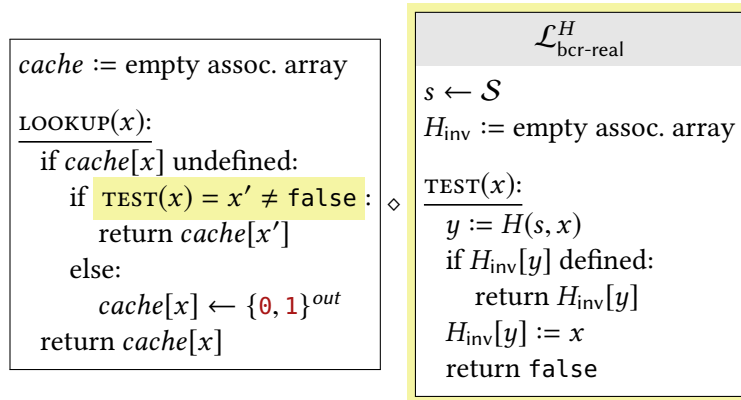 cache := empty assoc. array
LOOKUP(x):
if cache[x] undefined:
if TEST(x) = x′ ≠ false :
return cache[x′]
else:
cache[x] ← {0, 1}^out
return cache[x]
⋄
ℒ^H_bcr-real
s ← 𝒮
H_inv := empty assoc. array
TEST(x):
y := H(s, x)
if H_inv[y] defined:
return H_inv[y]
H_inv[y] := x
return false